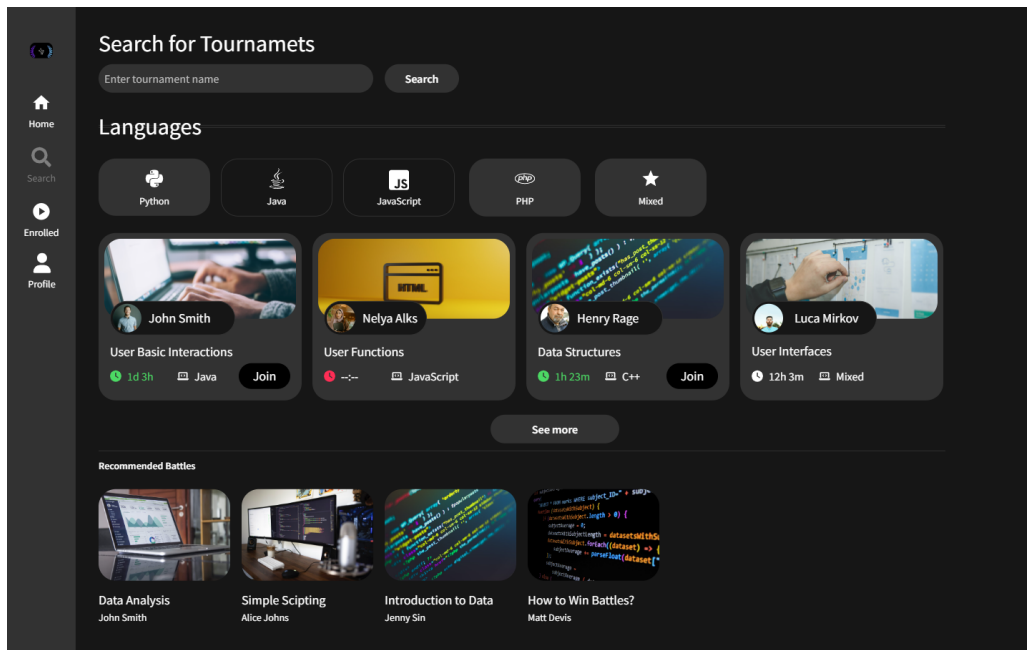 Search for Tournamets
Enter tournament name
Search
Home
Search
Enrolled
Profile
Languages
Python
Java
JS
JavaScript
php
PHP
Mixed
HTML
John Smith
Nelya Alks
Henry Rage
Luca Mirkov
User Basic Interactions
User Functions
Data Structures
User Interfaces
1d 3h
Java
Join
--:--
JavaScript
1h 23m
C++
Join
12h 3m
Mixed
See more
Recommended Battles
Data Analysis
John Smith
Simple Scipting
Alice Johns
Introduction to Data
Jenny Sin
How to Win Battles?
Matt Devis